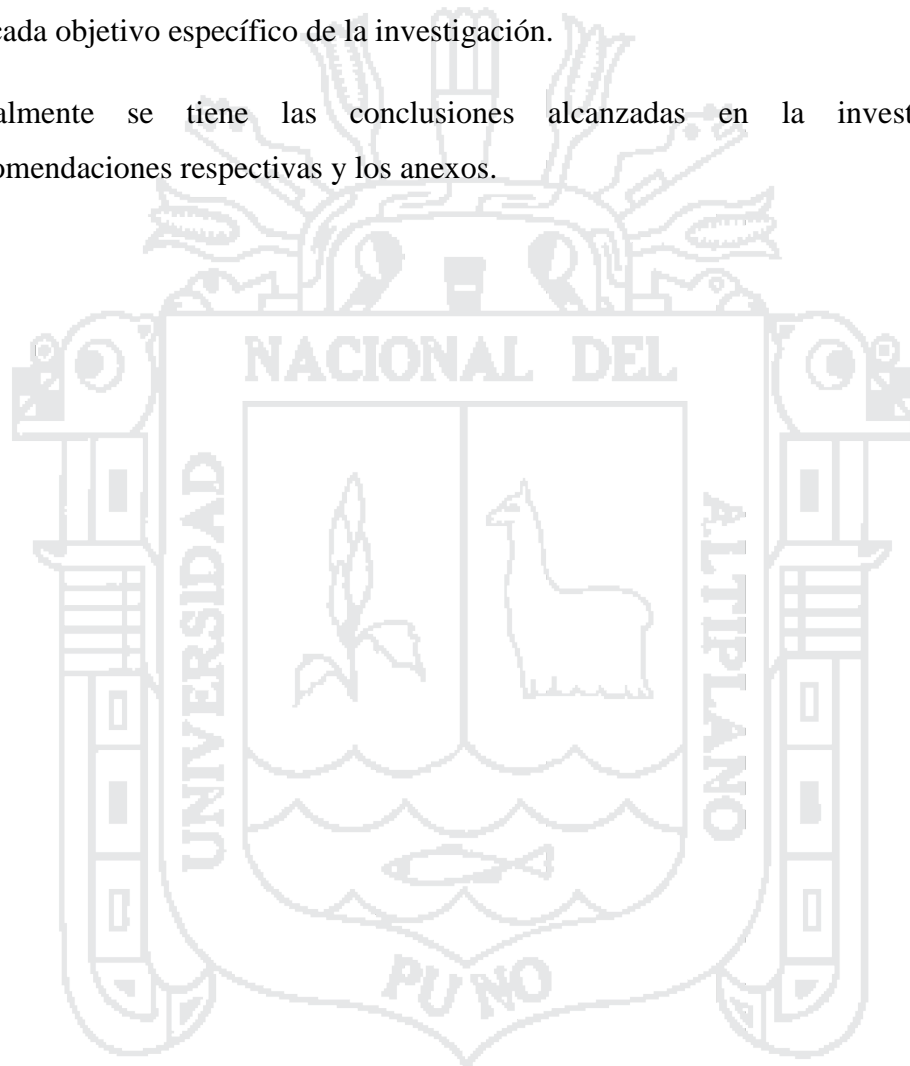 cada objetivo específico de la investigación.
almente se tiene las conclusiones alcanzadas en la invest
omendaciones respectivas y los anexos.
NACIONAL DEL
UNIVERSIDAD
ALTIPLANO
PUNO